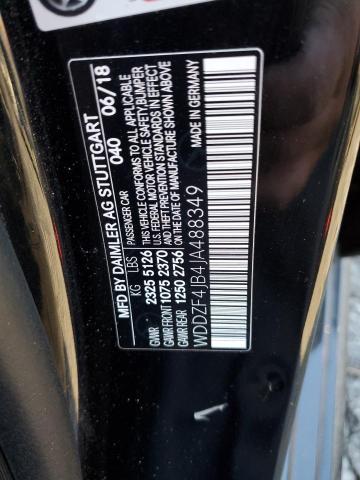 MFD BY DAIMLER AG STUTTGART
PASSENGER CAR 040 06/18
KG LBS
GVWR 2325 5126
GAWR FRONT 1075 2370
GAWR REAR 1250 2756
THIS VEHICLE CONFORMS TO ALL APPLICABLE
U.S. FEDERAL MOTOR VEHICLE SAFETY, BUMPER
AND THEFT PREVENTION STANDARDS IN EFFECT
ON THE DATE OF MANUFACTURE SHOWN ABOVE
WDDZF4JB4JA488349
MADE IN GERMANY